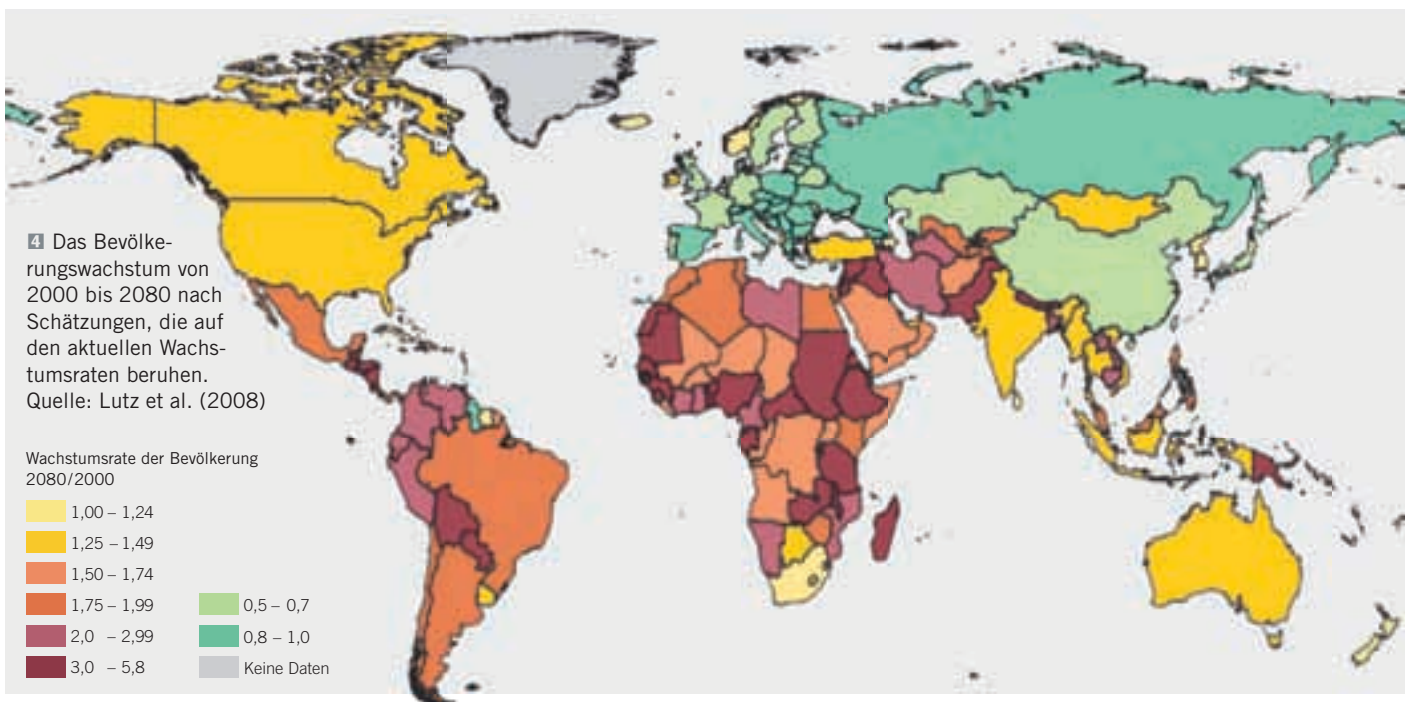 4 Das Bevölke-
rungswachstum von
2000 bis 2080 nach
Schätzungen, die auf
den aktuellen Wachs-
tumsraten beruhen.
Quelle: Lutz et al. (2008)
Wachstumsrate der Bevölkerung
2080/2000
1,00 – 1,24
1,25 – 1,49
1,50 – 1,74
1,75 – 1,99
2,0 – 2,99
3,0 – 5,8
0,5 – 0,7
0,8 – 1,0
Keine Daten